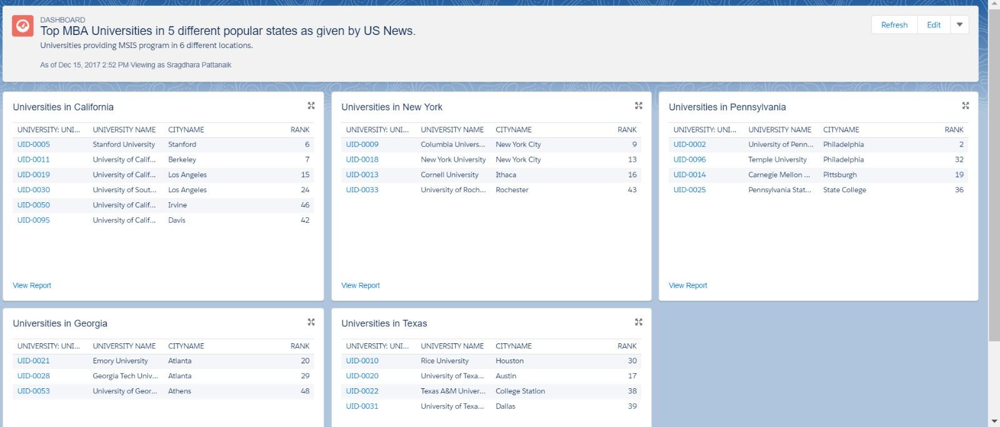 DASHBOARD
Top MBA Universities in 5 different popular states as given by US News.
Universities providing MSIS program in 6 different locations.
As of Dec 15, 2017 2:52 PM·Viewing as Sragdhara Pattanaik
Refresh Edit
Universities in California
UNIVERSITY: UNI... UNIVERSITY NAME CITYNAME RANK
UID-0005 Stanford University Stanford 6
UID-0011 University of Calif... Berkeley 7
UID-0019 University of Calif... Los Angeles 15
UID-0030 University of Sout... Los Angeles 24
UID-0050 University of Calif... Irvine 46
UID-0095 University of Calif... Davis 42
View Report
Universities in New York
UNIVERSITY: UNI... UNIVERSITY NAME CITYNAME RANK
UID-0009 Columbia Univers... New York City 9
UID-0018 New York University New York City 13
UID-0013 Cornell University Ithaca 16
UID-0033 University of Roch... Rochester 43
View Report
Universities in Pennsylvania
UNIVERSITY: UNI... UNIVERSITY NAME CITYNAME RANK
UID-0002 University of Penn... Philadelphia 2
UID-0096 Temple University Philadelphia 32
UID-0014 Carnegie Mellon ... Pittsburgh 19
UID-0025 Pennsylvania Stat... State College 36
View Report
Universities in Georgia
UNIVERSITY: UNI... UNIVERSITY NAME CITYNAME RANK
UID-0021 Emory University Atlanta 20
UID-0028 Georgia Tech Univ... Atlanta 29
UID-0053 University of Geor... Athens 48
Universities in Texas
UNIVERSITY: UNI... UNIVERSITY NAME CITYNAME RANK
UID-0010 Rice University Houston 30
UID-0020 University of Texa... Austin 17
UID-0022 Texas A&M Univer... College Station 38
UID-0031 University of Texa... Dallas 39